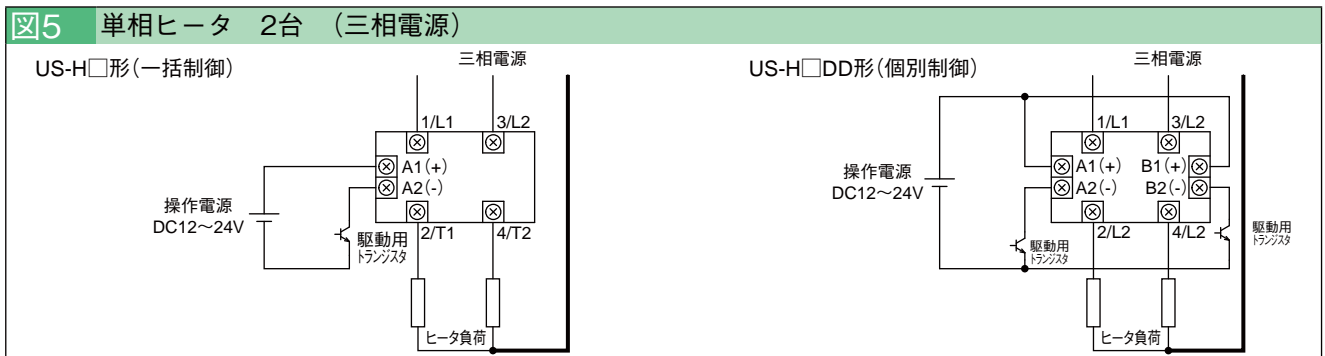 図5 単相ヒータ 2台 （三相電源）
US-H□形（一括制御）
三相電源
1/L1 3/L2
A1(+)
A2(-)
操作電源
DC12～24V
駆動用
トランジスタ
2/T1 4/T2
ヒータ負荷
US-H□DD形（個別制御）
三相電源
1/L1 3/L2
A1(+) B1(+)
A2(-) B2(-)
操作電源
DC12～24V
2/L2 4/L2
駆動用
トランジスタ
駆動用
トランジスタ
ヒータ負荷